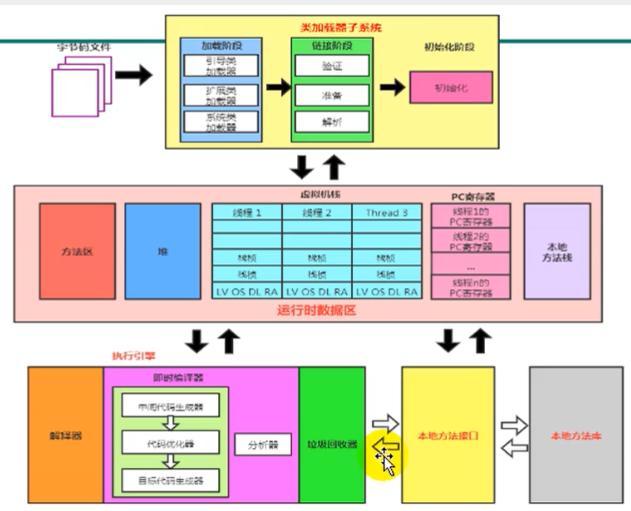 类加载器子系统
字节码文件
加载阶段
链接阶段
初始化阶段
引导类
加载器
验证
扩展类
加载器
准备
初始化
系统类
加载器
解析
虚拟机栈
PC寄存器
方法区
堆
线程 1
线程 2
Thread 3
栈帧
栈帧
栈帧
栈帧
栈帧
栈帧
LV OS DL RA
LV OS DL RA
LV OS DL RA
线程1的
PC寄存器
线程2的
PC寄存器
...
线程n的
PC寄存器
本地
方法栈
运行时数据区
执行引擎
解释器
即时编译器
中间代码生成器
代码优化器
目标代码生成器
分析器
垃圾回收器
本地方法接口
本地方法库